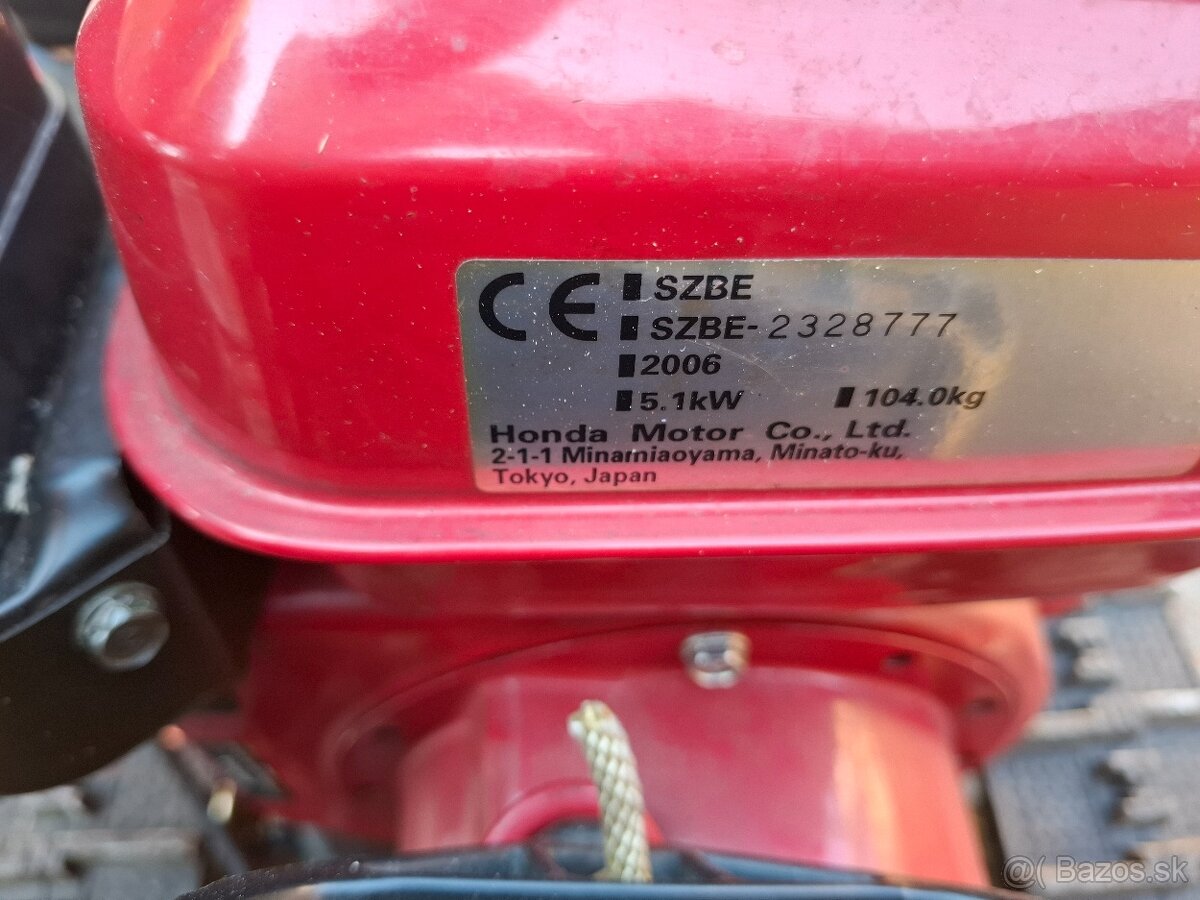 CE SZBE
SZBE-2328777
2006
5.1kW 104.0kg
Honda Motor Co., Ltd.
2-1-1 Minamiaoyama, Minato-ku,
Tokyo, Japan
Bazos.sk